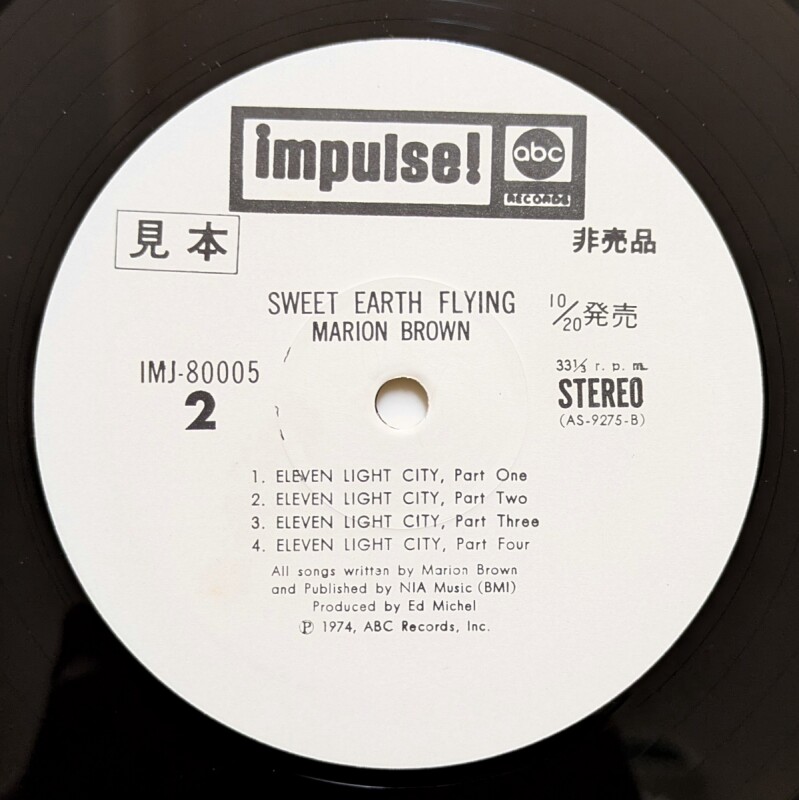 impulse!
abc
RECORDS
見本
非売品
SWEET EARTH FLYING
10/20発売
MARION BROWN
IMJ-80005
2
33⅓ r. p. m.
STEREO
(AS-9275-B)
1. ELEVEN LIGHT CITY, Part One
2. ELEVEN LIGHT CITY, Part Two
3. ELEVEN LIGHT CITY, Part Three
4. ELEVEN LIGHT CITY, Part Four
All songs written by Marion Brown
and Published by NIA Music (BMI)
Produced by Ed Michel
Ⓟ 1974, ABC Records, Inc.